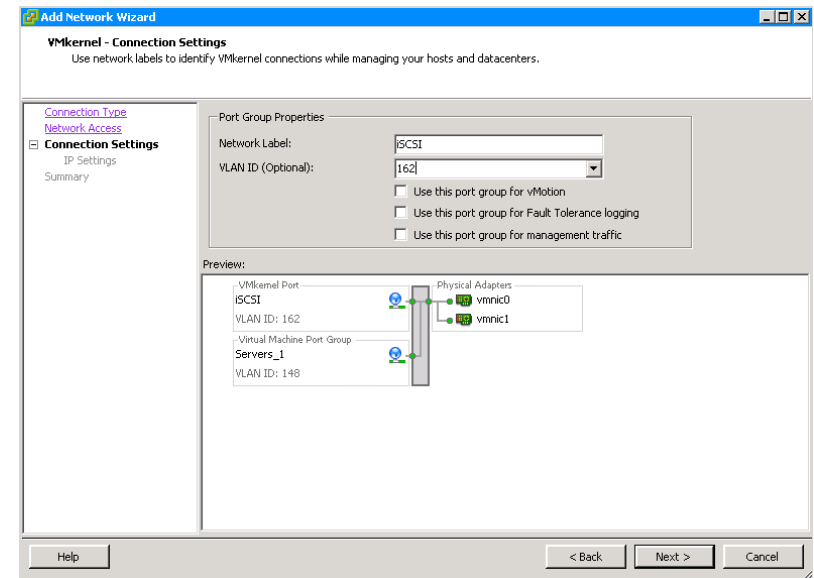 Add Network Wizard
VMkernel - Connection Settings
Use network labels to identify VMkernel connections while managing your hosts and datacenters.
Connection Type
Network Access
Connection Settings
IP Settings
Summary
Port Group Properties
Network Label:
iSCSI
VLAN ID (Optional):
162
Use this port group for vMotion
Use this port group for Fault Tolerance logging
Use this port group for management traffic
Preview:
VMkernel Port
iSCSI
VLAN ID: 162
Virtual Machine Port Group
Servers_1
VLAN ID: 148
Physical Adapters
vmnic0
vmnic1
Help
< Back
Next >
Cancel